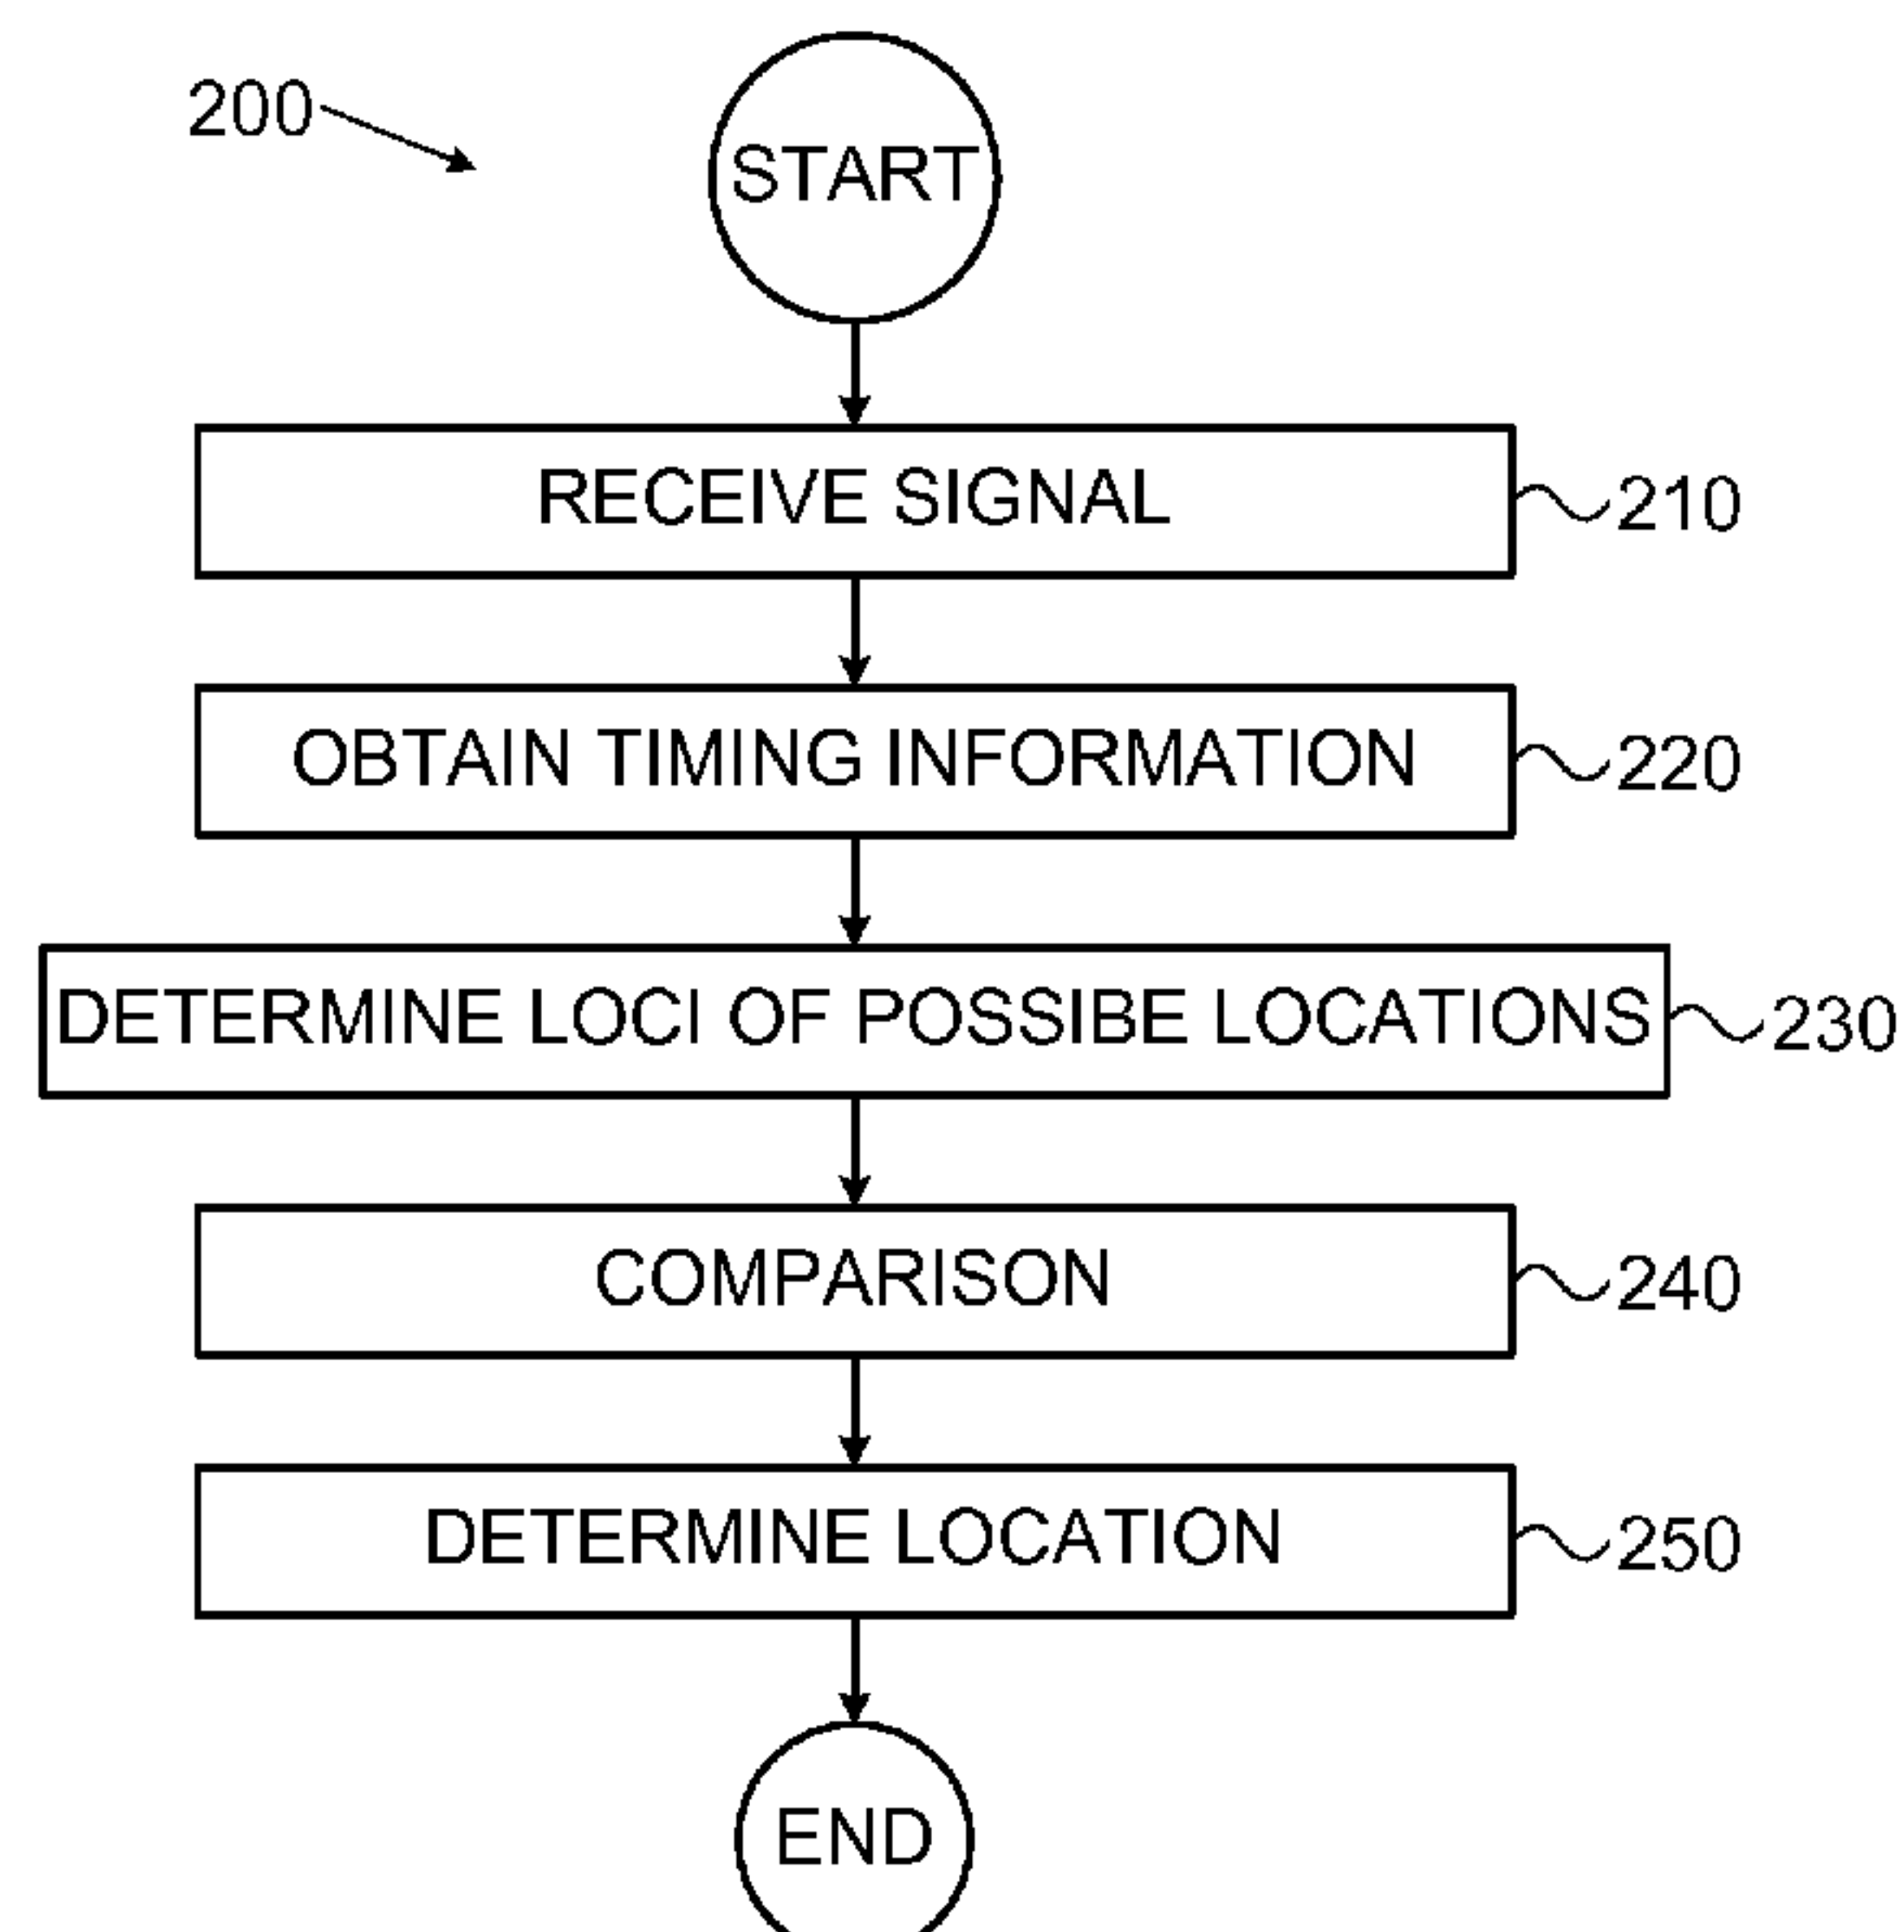 200
START
RECEIVE SIGNAL
210
OBTAIN TIMING INFORMATION
220
DETERMINE LOCI OF POSSIBE LOCATIONS
230
COMPARISON
240
DETERMINE LOCATION
250
END